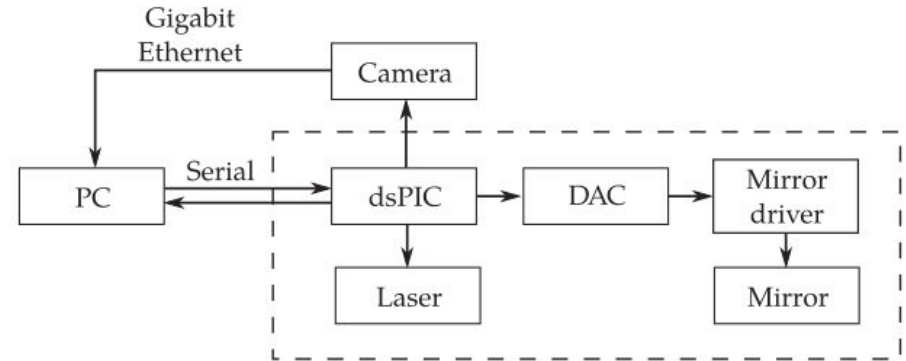 Gigabit
Ethernet
Camera
Serial
PC
dsPIC
DAC
Mirror
driver
Laser
Mirror